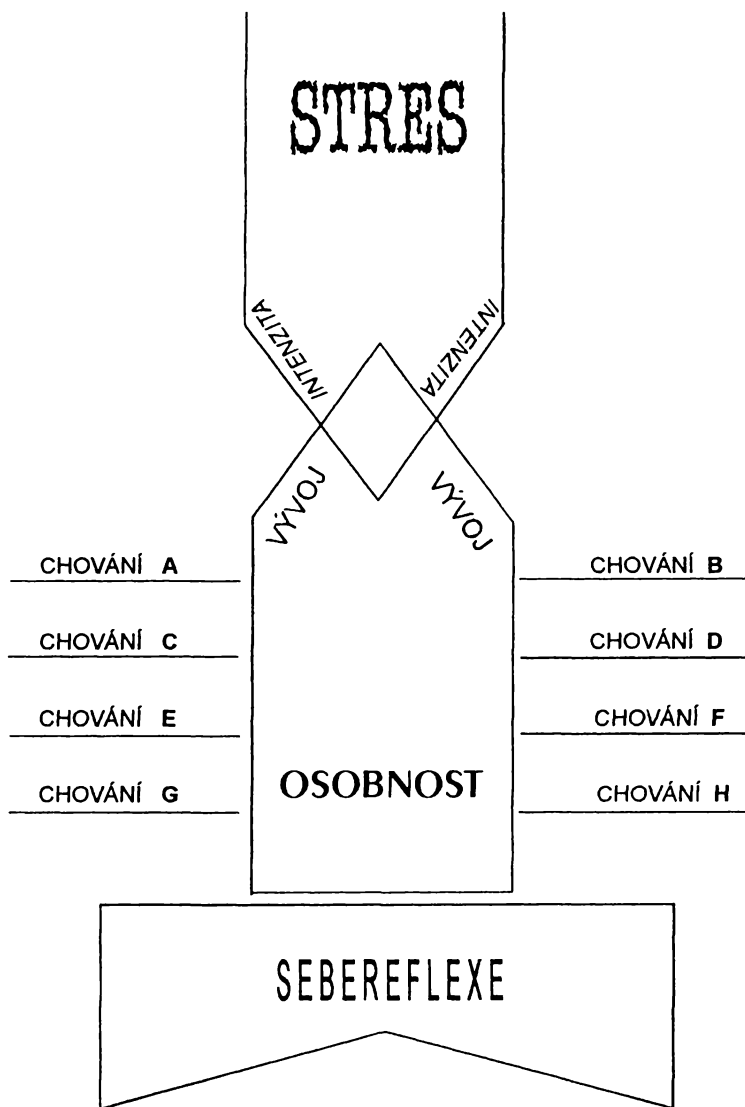 STRES
INTENZITA
INTENZITA
VÝVOJ
VÝVOJ
CHOVÁNÍ A
CHOVÁNÍ B
CHOVÁNÍ C
CHOVÁNÍ D
CHOVÁNÍ E
CHOVÁNÍ F
CHOVÁNÍ G
OSOBNOST
CHOVÁNÍ H
SEBEREFLEXE